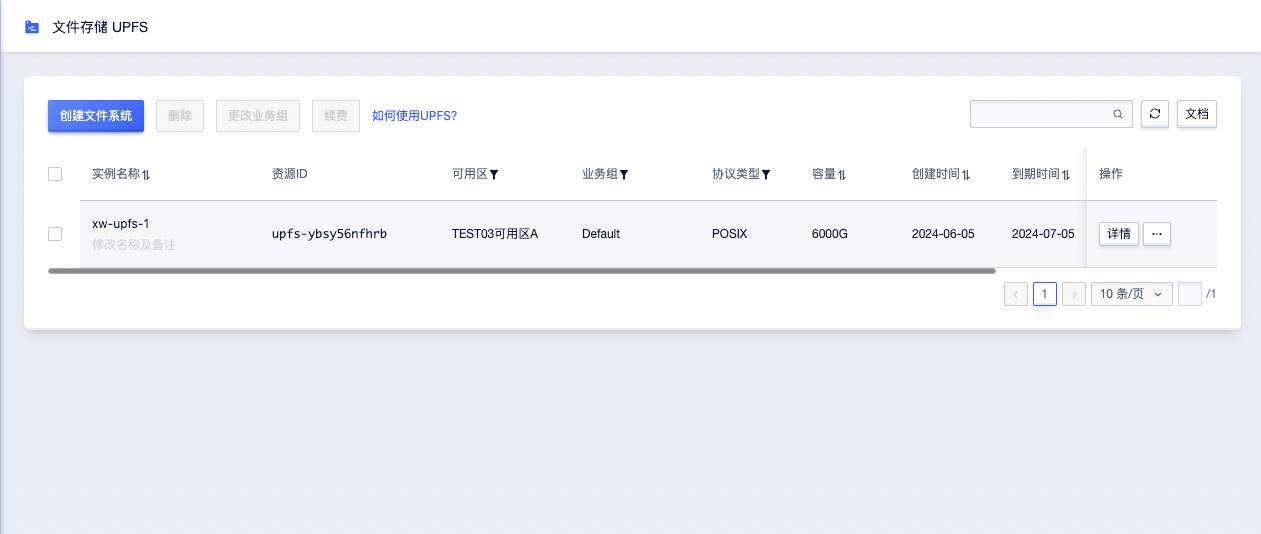 文件存储 UPFS
创建文件系统 删除 更改业务组 续费 如何使用UPFS? 文档
实例名称 资源ID 可用区 业务组 协议类型 容量 创建时间 到期时间 操作
xw-upfs-1
修改名称及备注
upfs-ybsy56nfhrb TEST03可用区A Default POSIX 6000G 2024-06-05 2024-07-05 详情 ···
1 10 条/页 /1